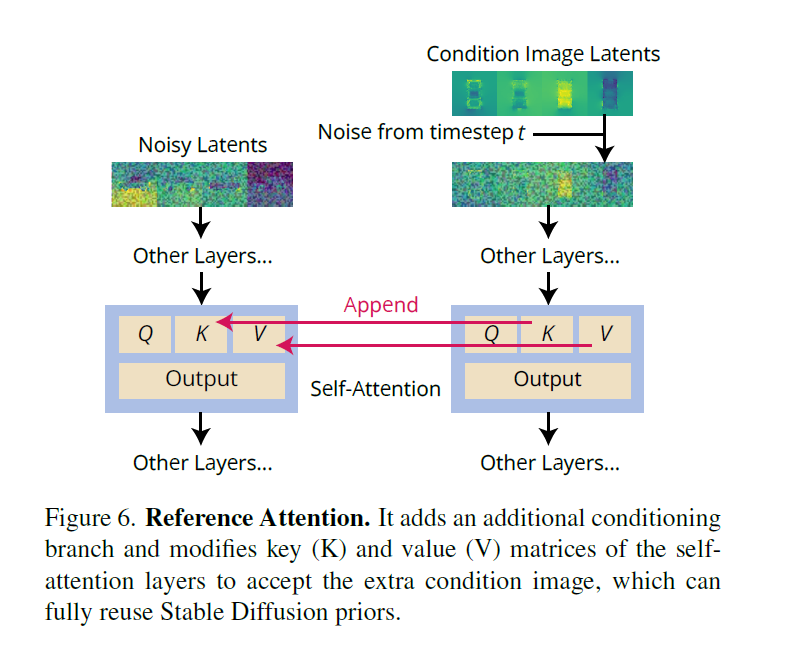 Condition Image Latents
Noise from timestep t
Noisy Latents
Other Layers...
Other Layers...
Append
Q K V
Q K V
Output
Output
Self-Attention
Other Layers...
Other Layers...
Figure 6. Reference Attention. It adds an additional conditioning
branch and modifies key (K) and value (V) matrices of the self-
attention layers to accept the extra condition image, which can
fully reuse Stable Diffusion priors.